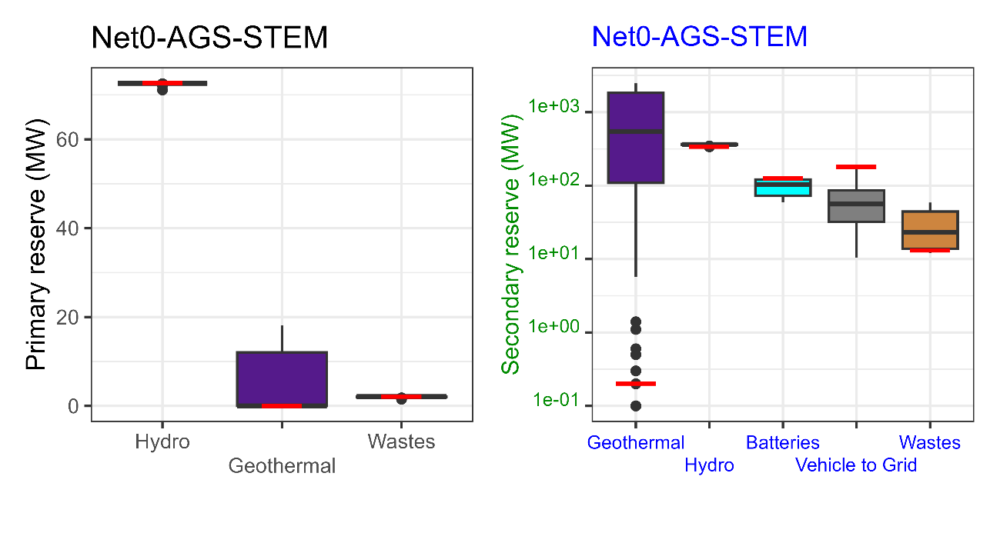 Net0-AGS-STEM
Primary reserve (MW)
60
40
20
0
Hydro
Wastes
Geothermal
Net0-AGS-STEM
Secondary reserve (MW)
1e+03
1e+02
1e+01
1e+00
1e-01
Geothermal
Batteries
Wastes
Hydro
Vehicle to Grid